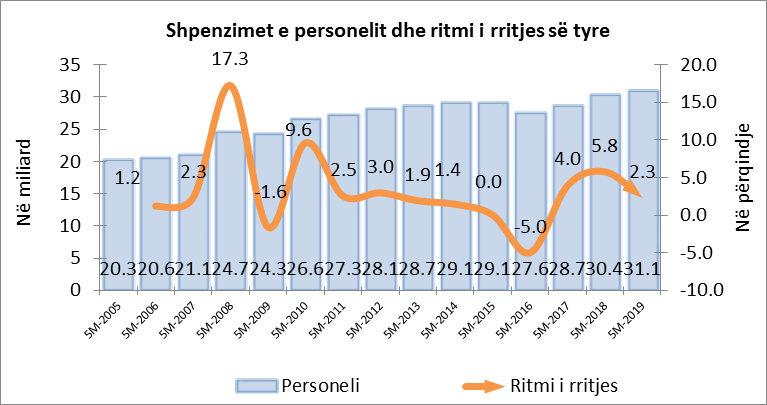 Shpenzimet e personelit dhe ritmi i rritjes së tyre
Në miliard
35
30
25
20
15
10
5
0
20.0
15.0
10.0
5.0
0.0
-5.0
-10.0
Në përqindje
1.2
2.3
17.3
-1.6
9.6
2.5
3.0
1.9
1.4
0.0
-5.0
4.0
5.8
2.3
20.3
20.6
21.1
24.7
24.3
26.6
27.3
28.1
28.7
29.1
29.1
27.6
28.7
30.4
31.1
5M-2005
5M-2006
5M-2007
5M-2008
5M-2009
5M-2010
5M-2011
5M-2012
5M-2013
5M-2014
5M-2015
5M-2016
5M-2017
5M-2018
5M-2019
Personeli
Ritmi i rritjes